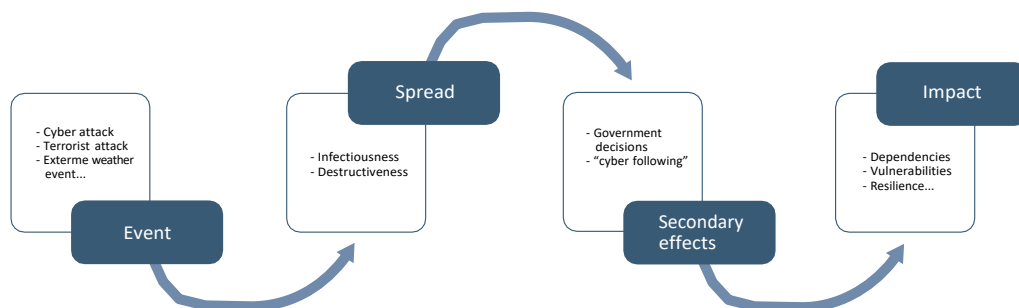 - Cyber attack
- Terrorist attack
- Exterme weather
event...
Event
Spread
- Infectiousness
- Destructiveness
- Government
decisions
- “cyber following”
Secondary
effects
Impact
- Dependencies
- Vulnerabilities
- Resilience...